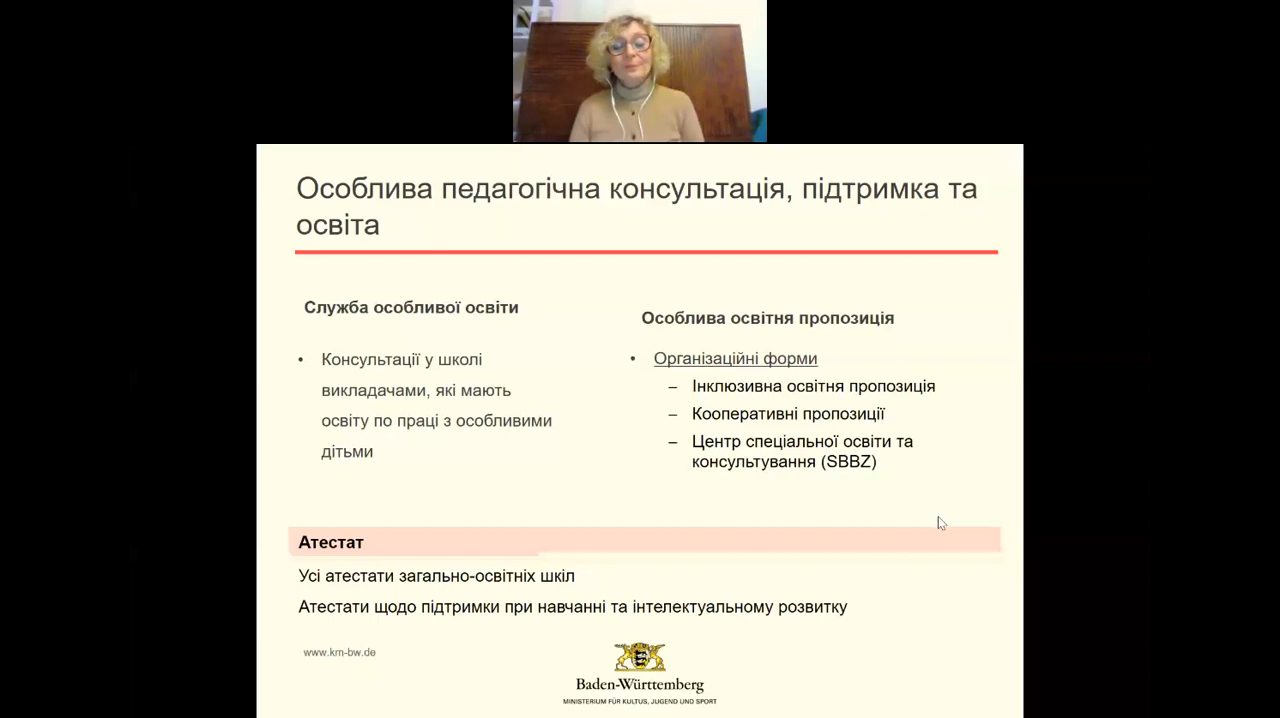 Особлива педагогічна консультація, підтримка та
освіта
Служба особливої освіти
• Консультації у школі
викладачами, які мають
освіту по праці з особливими
дітьми
Особлива освітня пропозиція
• Організаційні форми
– Інклюзивна освітня пропозиція
– Кооперативні пропозиції
– Центр спеціальної освіти та
консультування (SBBZ)
Атестат
Усі атестати загально-освітніх шкіл
Атестати щодо підтримки при навчанні та інтелектуальному розвитку
www.km-bw.de
Baden-Württemberg
MINISTERIUM FÜR KULTUS, JUGEND UND SPORT